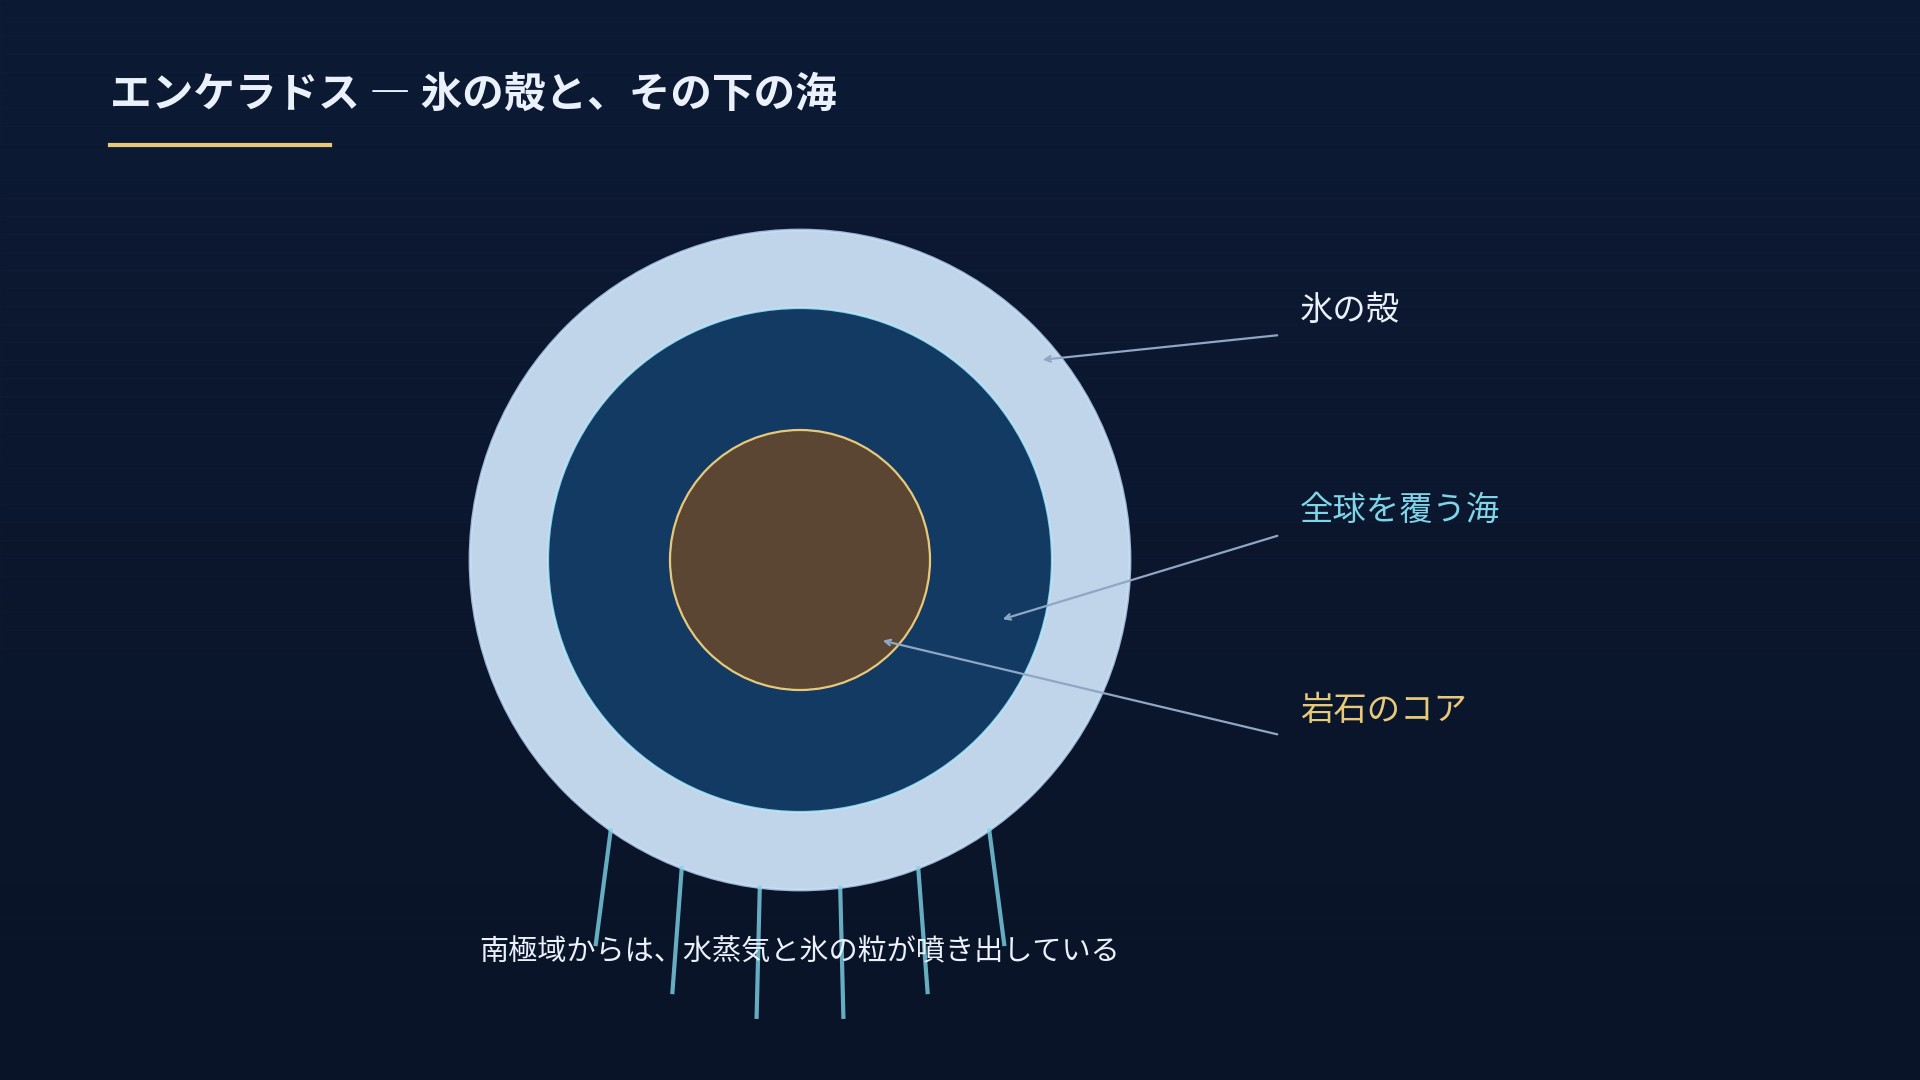 エンケラドス — 氷の殻と、その下の海
氷の殻
全球を覆う海
岩石のコア
南極域からは、水蒸気と氷の粒が噴き出している